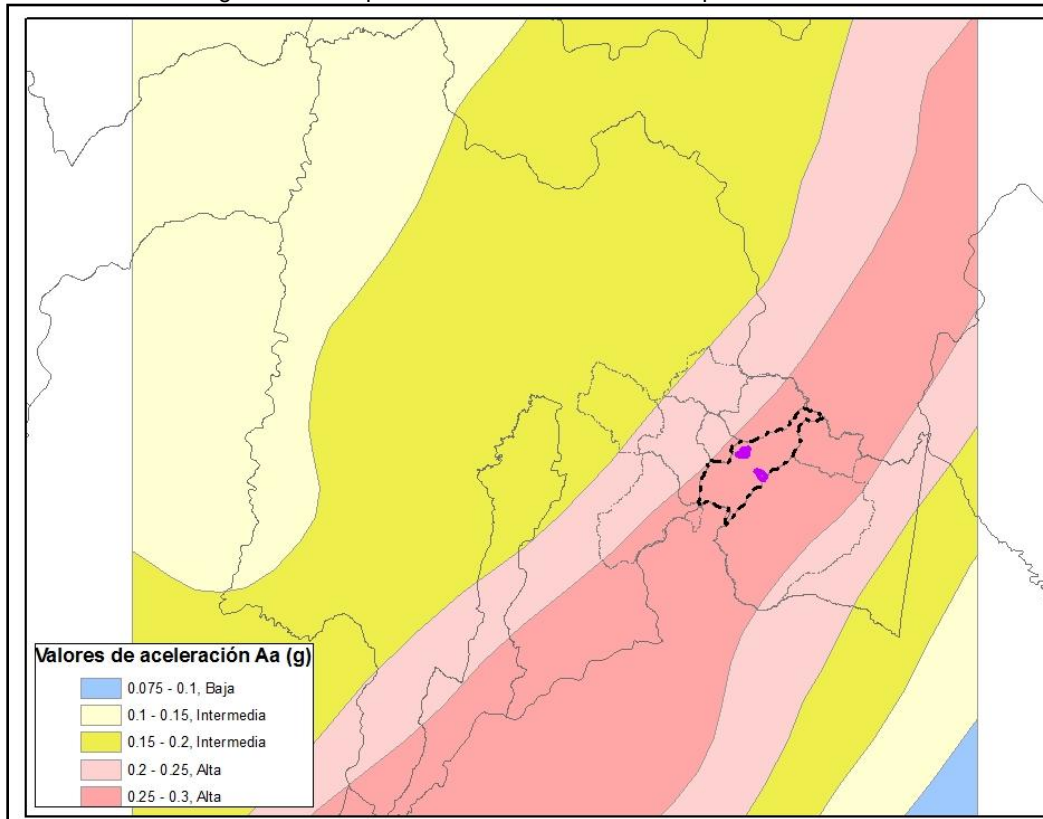 Valores de aceleración Aa (g)
0.075 - 0.1, Baja
0.1 - 0.15, Intermedia
0.15 - 0.2, Intermedia
0.2 - 0.25, Alta
0.25 - 0.3, Alta